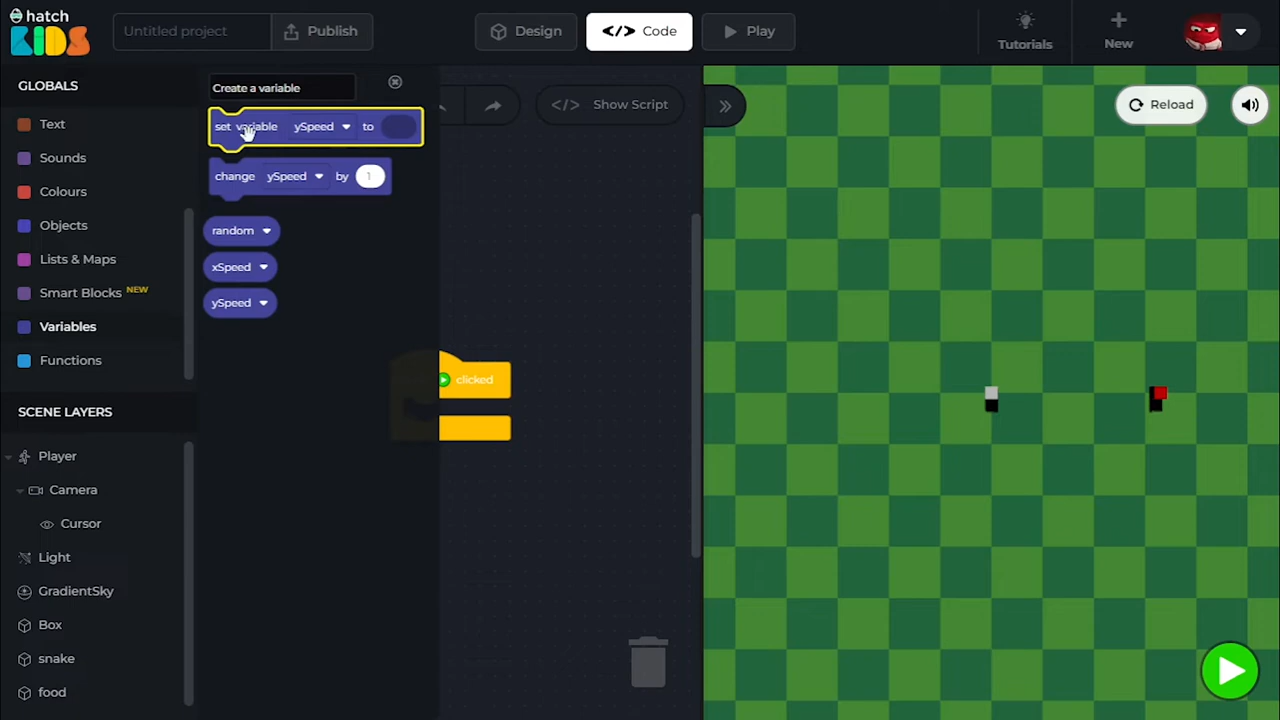 hatch
KIDS
Untitled project
Publish
Design
</> Code
Play
Tutorials
New
GLOBALS
Text
Sounds
Colours
Objects
Lists & Maps
Smart Blocks NEW
Variables
Functions
SCENE LAYERS
Player
Camera
Cursor
Light
GradientSky
Box
snake
food
Create a variable
set variable ySpeed to
change ySpeed by 1
random
xSpeed
ySpeed
</> Show Script
clicked
Reload